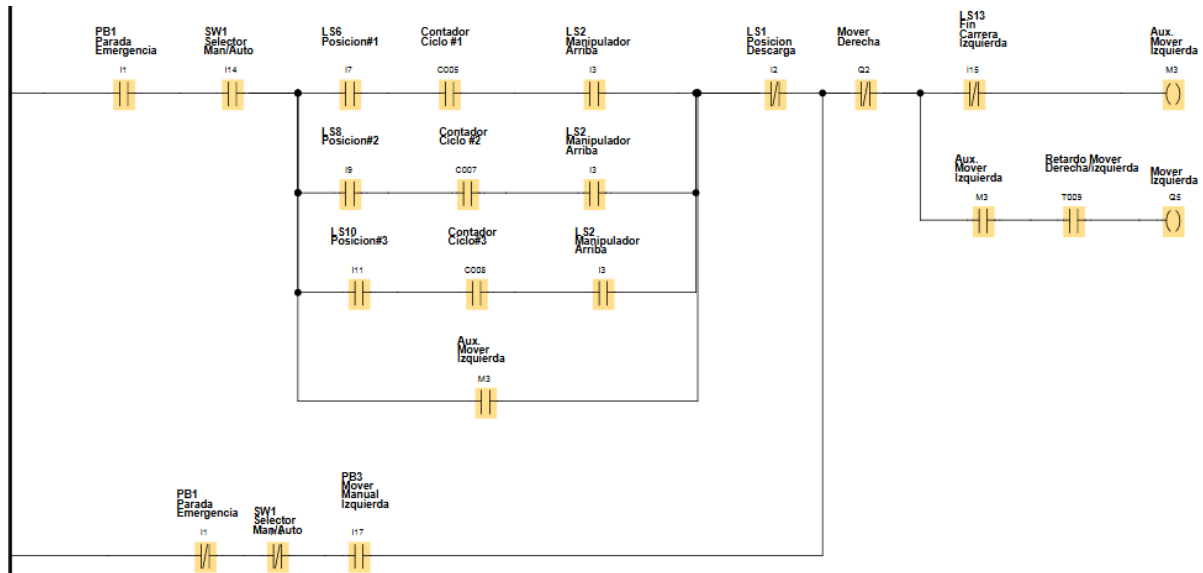 PB1
Parada
Emergencia
I1
SW1
Selector
Man/Auto
I14
LS6
Posicion#1
I7
Contador
Ciclo #1
C005
LS2
Manipulador
Arriba
I3
LS1
Posicion
Descarga
I2
Mover
Derecha
Q2
LS13
Fin
Carrera
Izquierda
I15
Aux.
Mover
Izquierda
M3
LS8
Posicion#2
I9
Contador
Ciclo #2
C007
LS2
Manipulador
Arriba
I3
Aux.
Mover
Izquierda
M3
Retardo Mover
Derecha/izquierda
T009
Mover
Izquierda
Q5
LS10
Posicion#3
I11
Contador
Ciclo#3
C008
LS2
Manipulador
Arriba
I3
Aux.
Mover
Izquierda
M3
PB1
Parada
Emergencia
I1
SW1
Selector
Man/Auto
PB3
Mover
Manual
Izquierda
I17